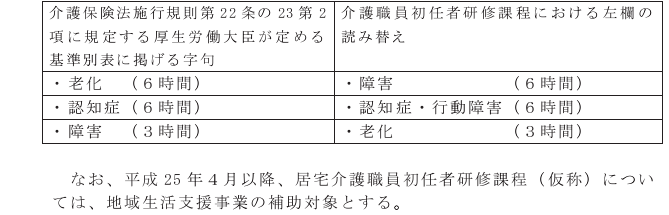 介護保険法施行規則第22条の23第2
項に規定する厚生労働大臣が定める
基準別表に掲げる字句
介護職員初任者研修課程における左欄の
読み替え
・老化　（6時間）　・障害　（6時間）
・認知症（6時間）　・認知症・行動障害（6時間）
・障害　（3時間）　・老化　（3時間）
なお、平成25年4月以降、居宅介護職員初任者研修課程（仮称）につい
ては、地域生活支援事業の補助対象とする。